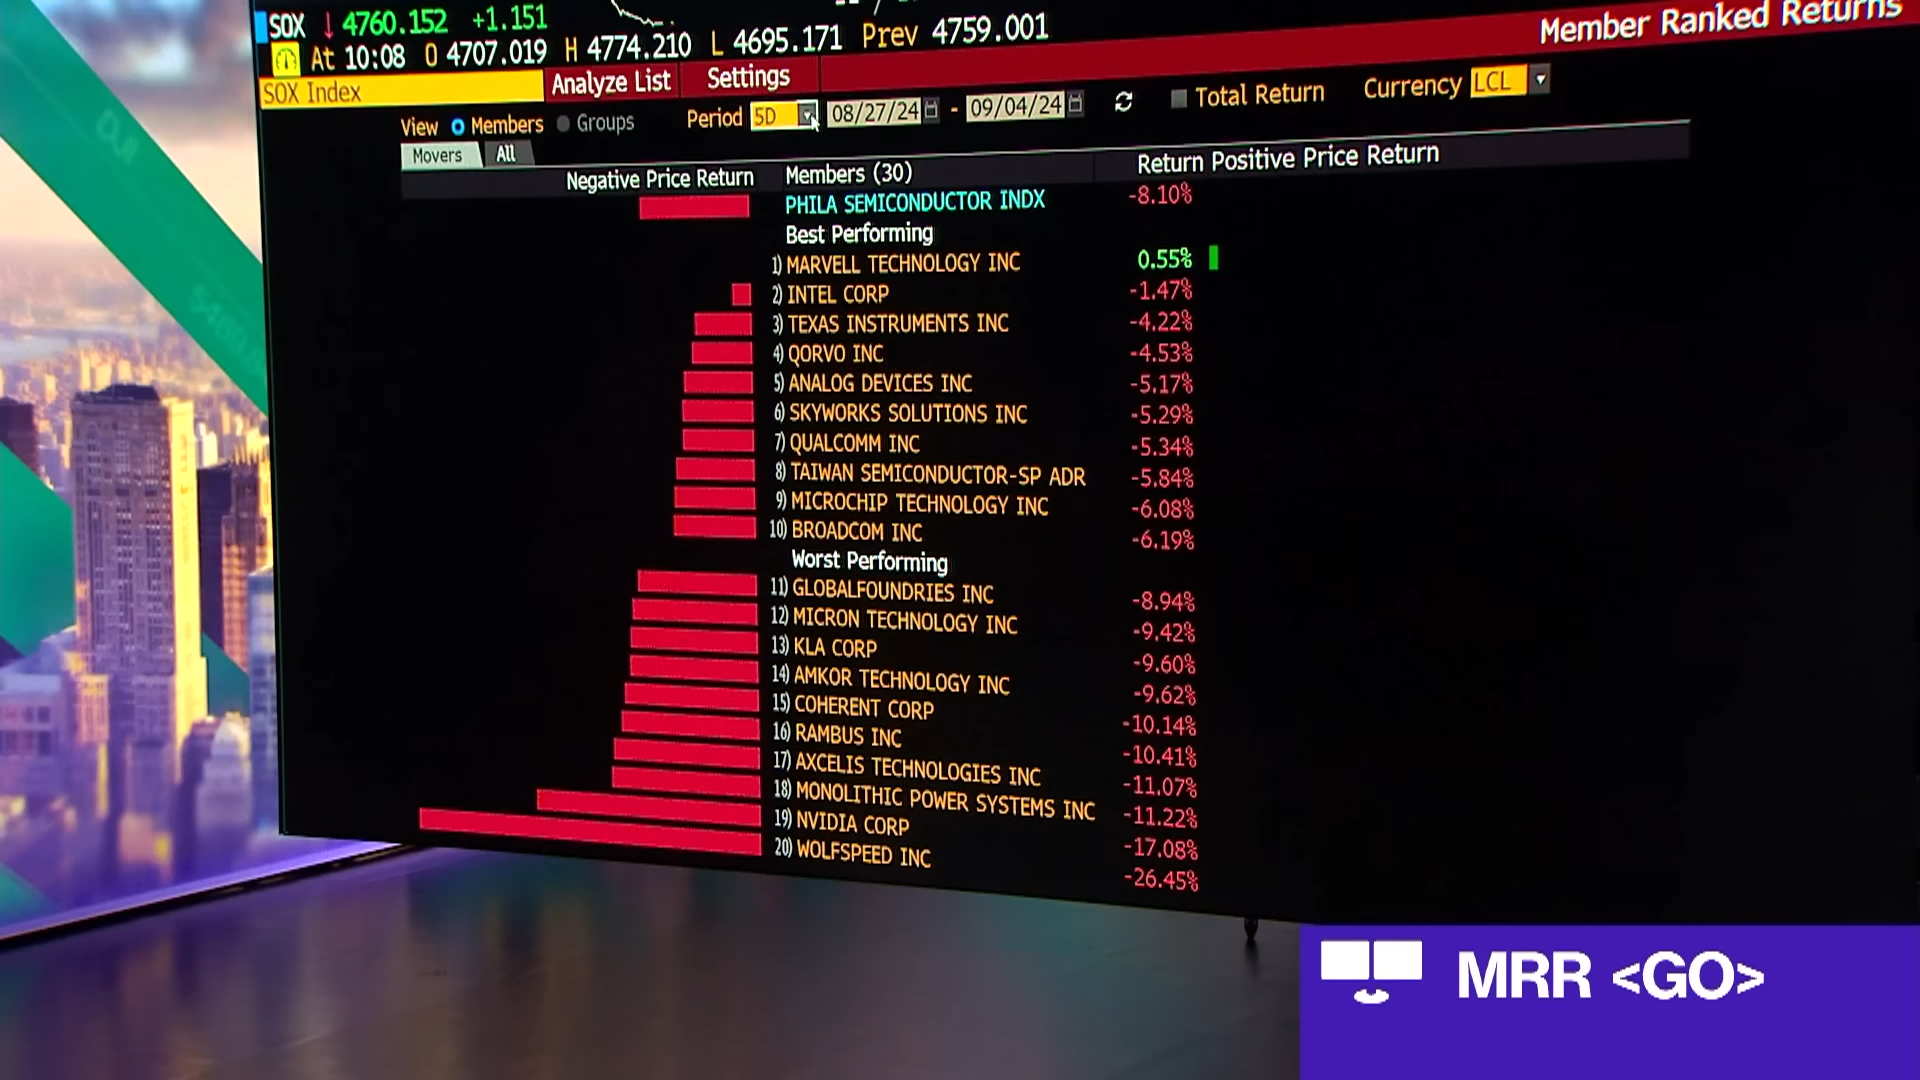 SOX ↓ 4760.152 +1.151
At 10:08 O 4707.019 H 4774.210 L 4695.171 Prev 4759.001
SOX Index Analyze List Settings Member Ranked Returns
View Members Groups Period 5D 08/27/24 - 09/04/24 Total Return Currency LCL
Movers All
Negative Price Return Members (30) Return Positive Price Return
PHILA SEMICONDUCTOR INDX -8.10%
Best Performing
1) MARVELL TECHNOLOGY INC 0.55%
2) INTEL CORP -1.47%
3) TEXAS INSTRUMENTS INC -4.22%
4) QORVO INC -4.53%
5) ANALOG DEVICES INC -5.17%
6) SKYWORKS SOLUTIONS INC -5.29%
7) QUALCOMM INC -5.34%
8) TAIWAN SEMICONDUCTOR-SP ADR -5.84%
9) MICROCHIP TECHNOLOGY INC -6.08%
10) BROADCOM INC -6.19%
Worst Performing
11) GLOBALFOUNDRIES INC -8.94%
12) MICRON TECHNOLOGY INC -9.42%
13) KLA CORP -9.60%
14) AMKOR TECHNOLOGY INC -9.62%
15) COHERENT CORP -10.14%
16) RAMBUS INC -10.41%
17) AXCELIS TECHNOLOGIES INC -11.07%
18) MONOLITHIC POWER SYSTEMS INC -11.22%
19) NVIDIA CORP -17.08%
20) WOLFSPEED INC -26.45%
DJI
MRR <GO>